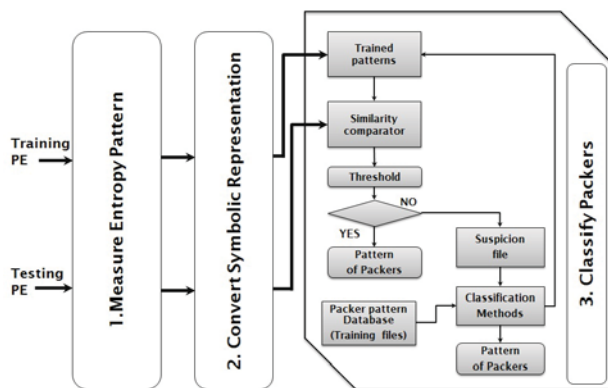 Training
PE
Testing
PE
1.Measure Entropy Pattern
2. Convert Symbolic Representation
Trained
patterns
Similarity
comparator
Threshold
NO
YES
Pattern
of Packers
Suspicion
file
Packer pattern
Database
(Training files)
Classification
Methods
Pattern
of Packers
3. Classify Packers